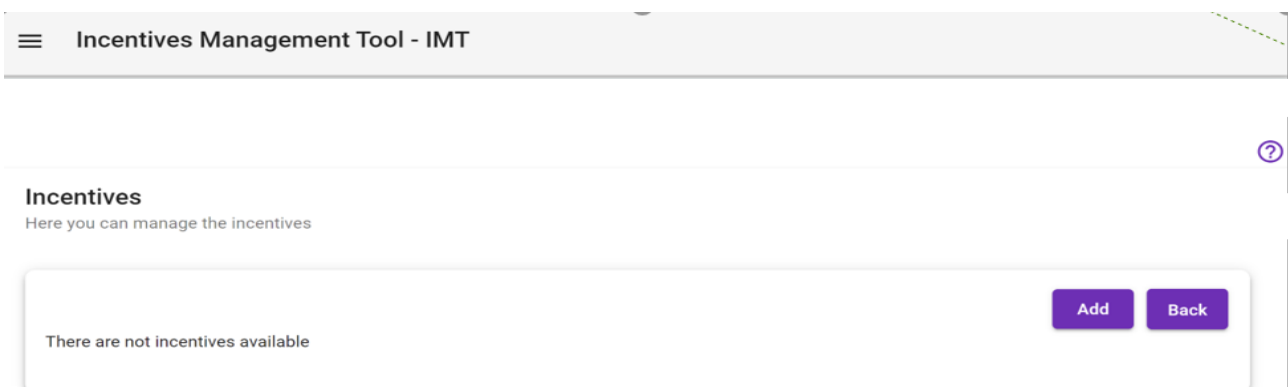 Incentives Management Tool - IMT
Incentives
Here you can manage the incentives
Add Back
There are not incentives available